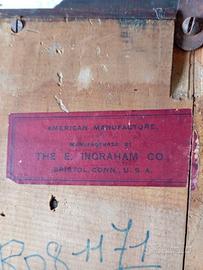 AMERICAN MANUFACTURE.
MANUFACTURED BY
THE E. INGRAHAM CO.
BRISTOL, CONN., U. S. A.
1171